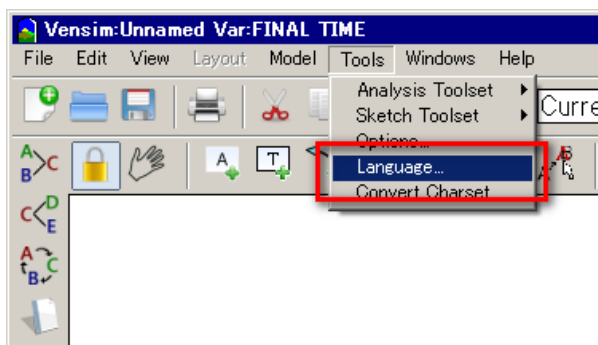 Vensim:Unnamed Var:FINAL TIME
File Edit View Layout Model Tools Windows Help
Analysis Toolset
Curre
Sketch Toolset
Options...
Language...
Convert Charset
A B C
A T
A B
C D E
A B C t